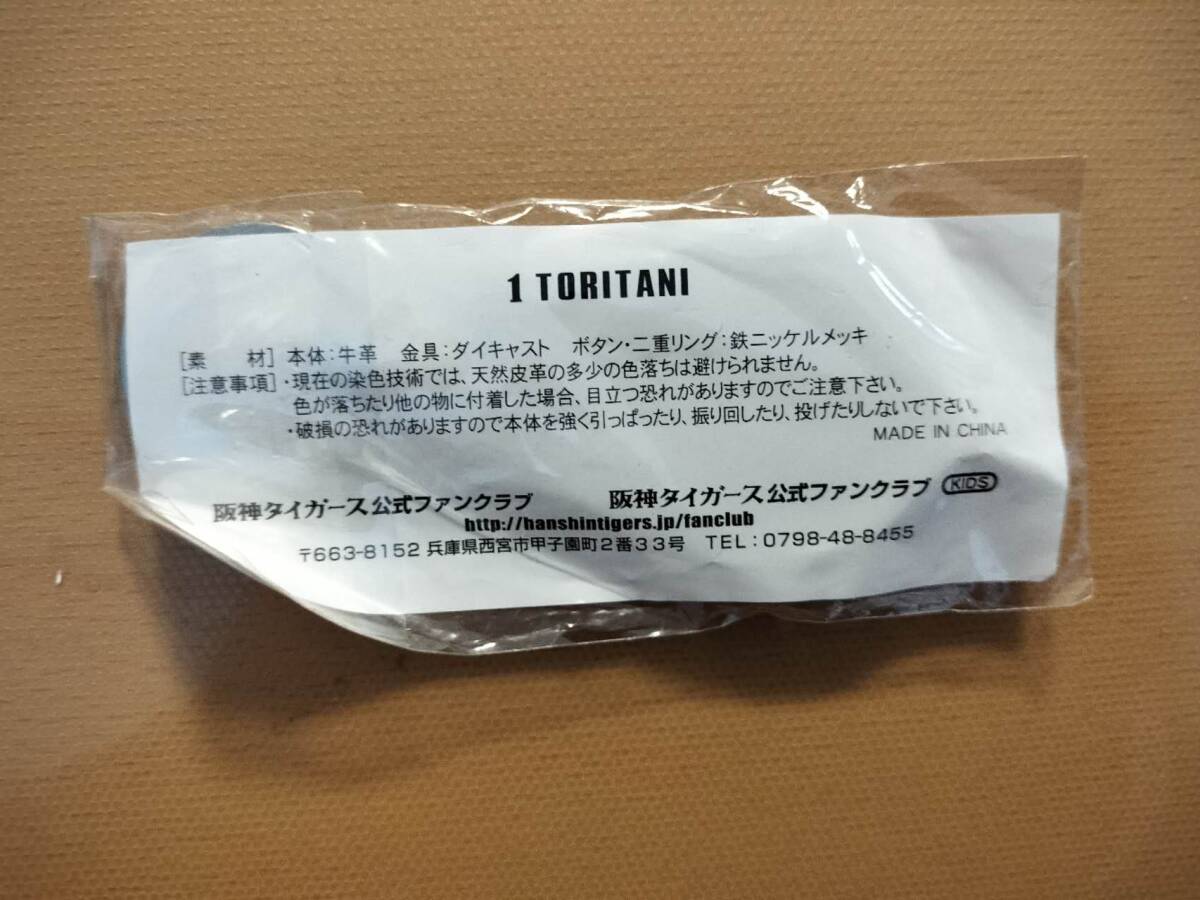 1 TORITANI
[素　材] 本体：牛革　金具：ダイキャスト　ボタン・二重リング：鉄ニッケルメッキ
[注意事項]・現在の染色技術では、天然皮革の多少の色落ちは避けられません。
色が落ちたり他の物に付着した場合、目立つ恐れがありますのでご注意下さい。
・破損の恐れがありますので本体を強く引っぱったり、振り回したり、投げたりしないで下さい。
MADE IN CHINA
阪神タイガース公式ファンクラブ　阪神タイガース公式ファンクラブ KIDS
http://hanshintigers.jp/fanclub
〒663-8152 兵庫県西宮市甲子園町2番33号　TEL：0798-48-8455